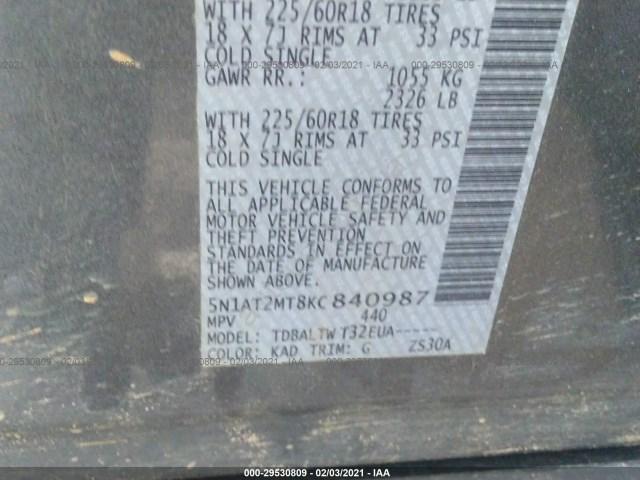 WITH 225/60R18 TIRES
18 X 7J RIMS AT 33 PSI
COLD SINGLE
GAWR RR.: 1055 KG
2326 LB
WITH 225/60R18 TIRES
18 X 7J RIMS AT 33 PSI
COLD SINGLE
THIS VEHICLE CONFORMS TO
ALL APPLICABLE FEDERAL
MOTOR VEHICLE SAFETY AND
THEFT PREVENTION
STANDARDS IN EFFECT ON
THE DATE OF MANUFACTURE
SHOWN ABOVE.
5N1AT2MT8KC840987
MPV 440
MODEL: TDBALTW T32EUA-----
COLOR: KAD TRIM: G ZS30A
000-29530809 - 02/03/2021 - IAA